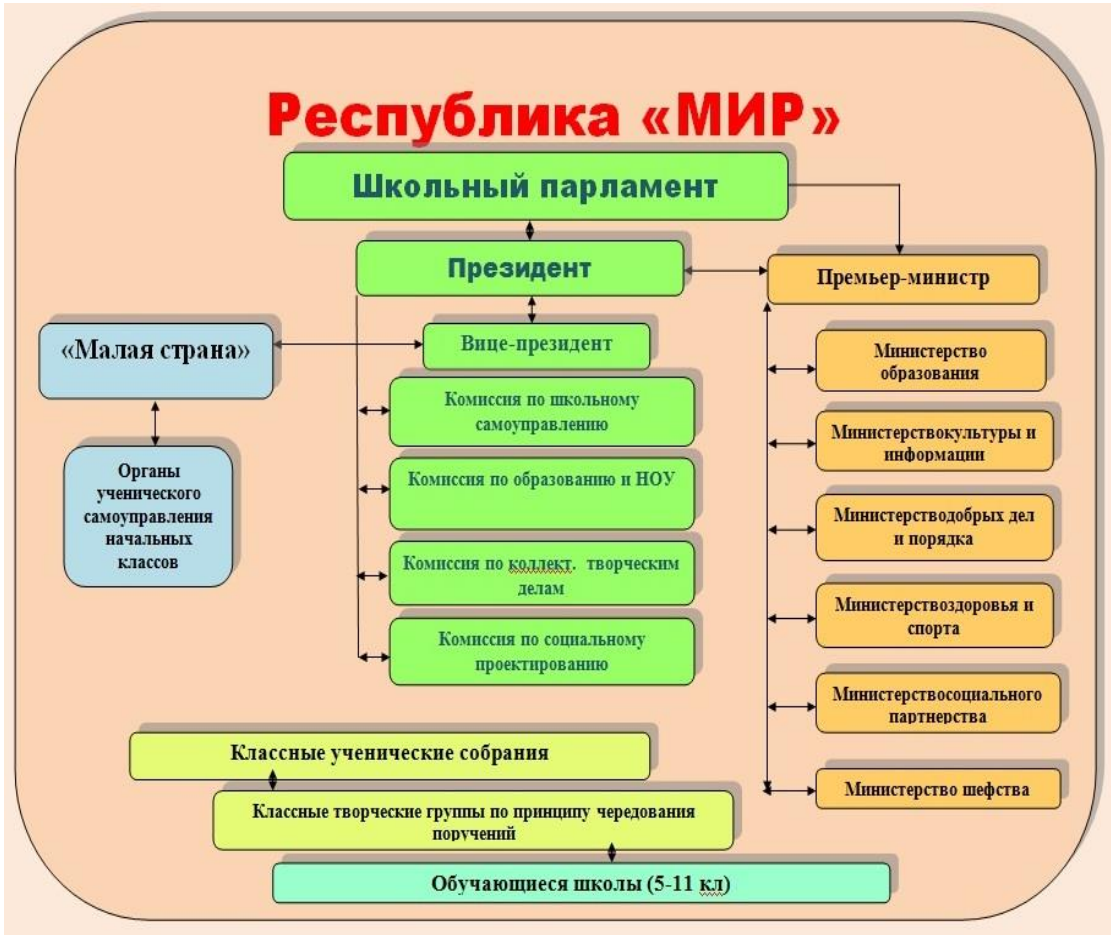 Республика «МИР»
Школьный парламент
Президент
Премьер-министр
«Малая страна»
Вице-президент
Министерство
образования
Комиссия по школьному
самоуправлению
Министерствокультуры и
информации
Органы
ученического
самоуправления
начальных
классов
Комиссия по образованию и НОУ
Министерстводобрых дел
и порядка
Комиссия по коллект. творческим
делам
Министерствоздоровья и
спорта
Комиссия по социальному
проектированию
Министерствосоциального
партнерства
Министерство шефства
Классные ученические собрания
Классные творческие группы по принципу чередования
поручений
Обучающиеся школы (5-11 кл)